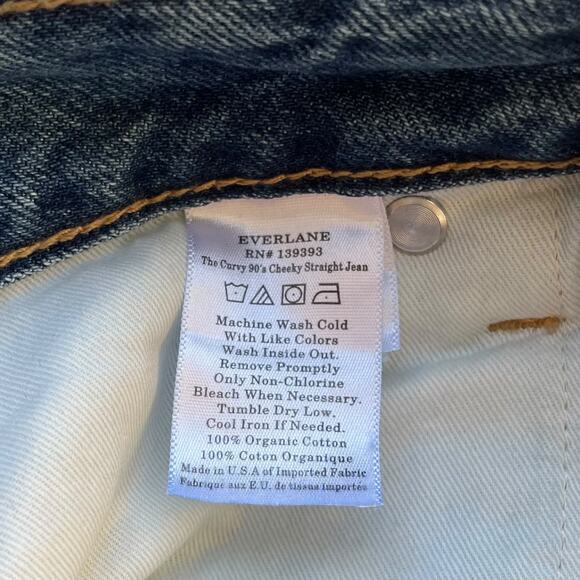 EVERLANE
RN# 139393
The Curvy 90's Cheeky Straight Jean
Machine Wash Cold
With Like Colors
Wash Inside Out.
Remove Promptly
Only Non-Chlorine
Bleach When Necessary.
Tumble Dry Low.
Cool Iron If Needed.
100% Organic Cotton
100% Coton Organique
Made in U.S.A of Imported Fabric
Fabrique aux E.U. de tissus importés